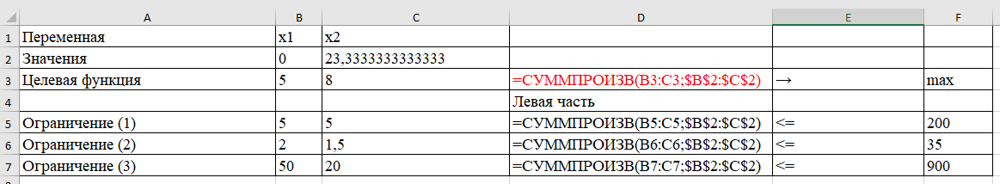 A B C D E F
1 Переменная x1 x2
2 Значения 0 23,3333333333333
3 Целевая функция 5 8 =СУММПРОИЗВ(B3:C3;$B$2:$C$2) → max
4 Левая часть
5 Ограничение (1) 5 5 =СУММПРОИЗВ(B5:C5;$B$2:$C$2) <= 200
6 Ограничение (2) 2 1,5 =СУММПРОИЗВ(B6:C6;$B$2:$C$2) <= 35
7 Ограничение (3) 50 20 =СУММПРОИЗВ(B7:C7;$B$2:$C$2) <= 900